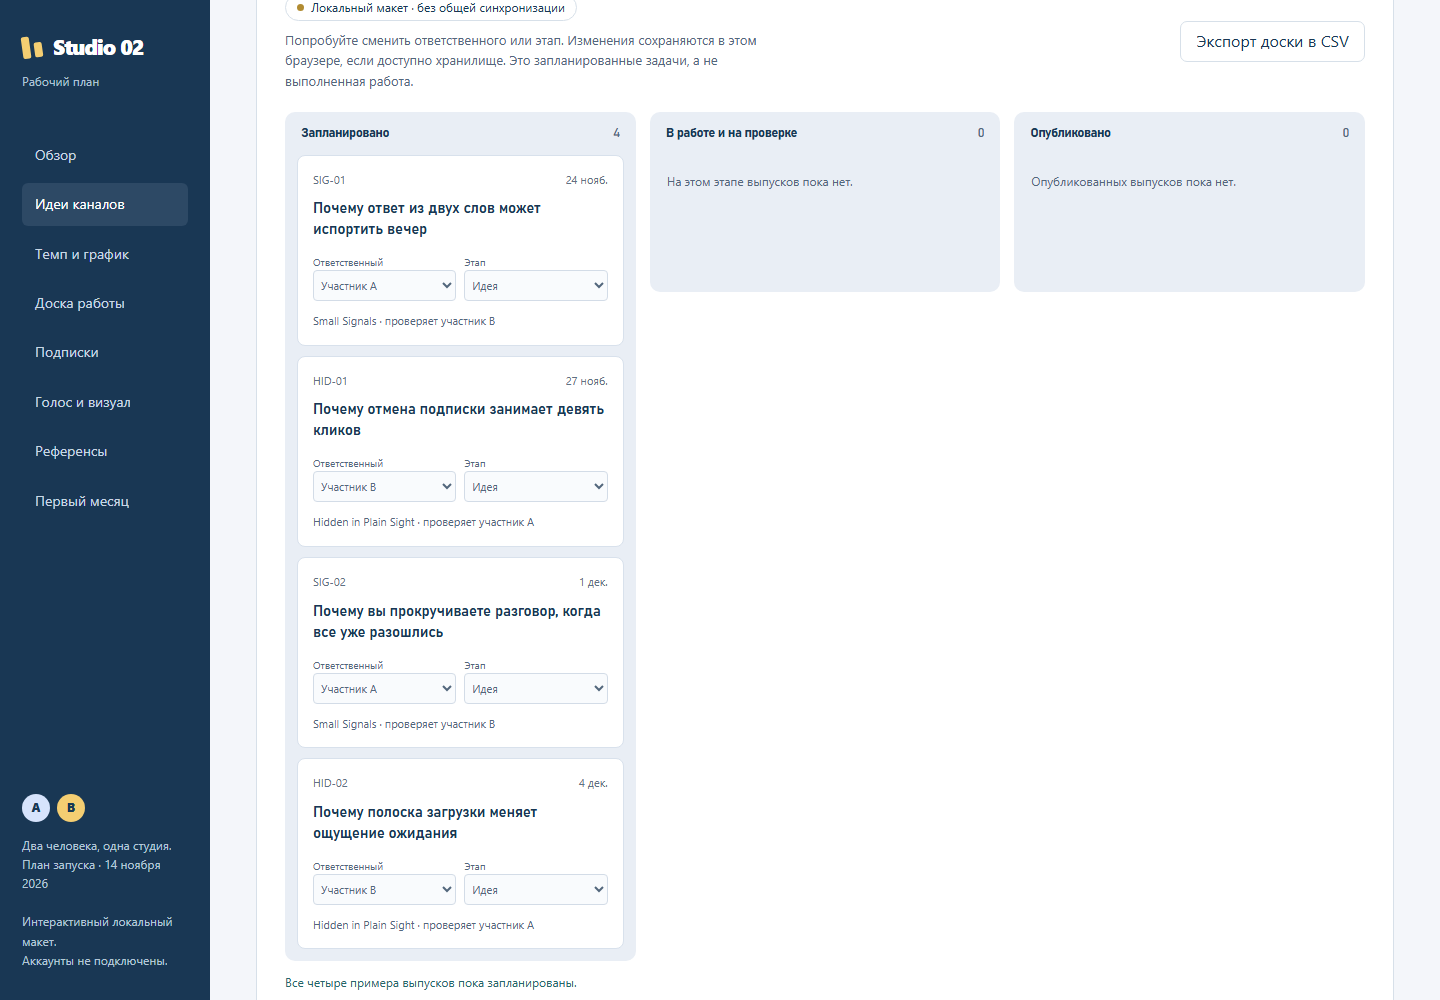 Studio 02
Рабочий план
Обзор
Идеи каналов
Темп и график
Доска работы
Подписки
Голос и визуал
Референсы
Первый месяц
A B
Два человека, одна студия.
План запуска · 14 ноября
2026
Интерактивный локальный
макет.
Аккаунты не подключены.
Локальный макет · без общей синхронизации
Попробуйте сменить ответственного или этап. Изменения сохраняются в этом
браузере, если доступно хранилище. Это запланированные задачи, а не
выполненная работа.
Экспорт доски в CSV
Запланировано 4
SIG-01 24 нояб.
Почему ответ из двух слов может
испортить вечер
Ответственный Этап
Участник A Идея
Small Signals · проверяет участник B
HID-01 27 нояб.
Почему отмена подписки занимает девять
кликов
Ответственный Этап
Участник B Идея
Hidden in Plain Sight · проверяет участник A
SIG-02 1 дек.
Почему вы прокручиваете разговор, когда
все уже разошлись
Ответственный Этап
Участник A Идея
Small Signals · проверяет участник B
HID-02 4 дек.
Почему полоска загрузки меняет
ощущение ожидания
Ответственный Этап
Участник B Идея
Hidden in Plain Sight · проверяет участник A
В работе и на проверке 0
На этом этапе выпусков пока нет.
Опубликовано 0
Опубликованных выпусков пока нет.
Все четыре примера выпусков пока запланированы.